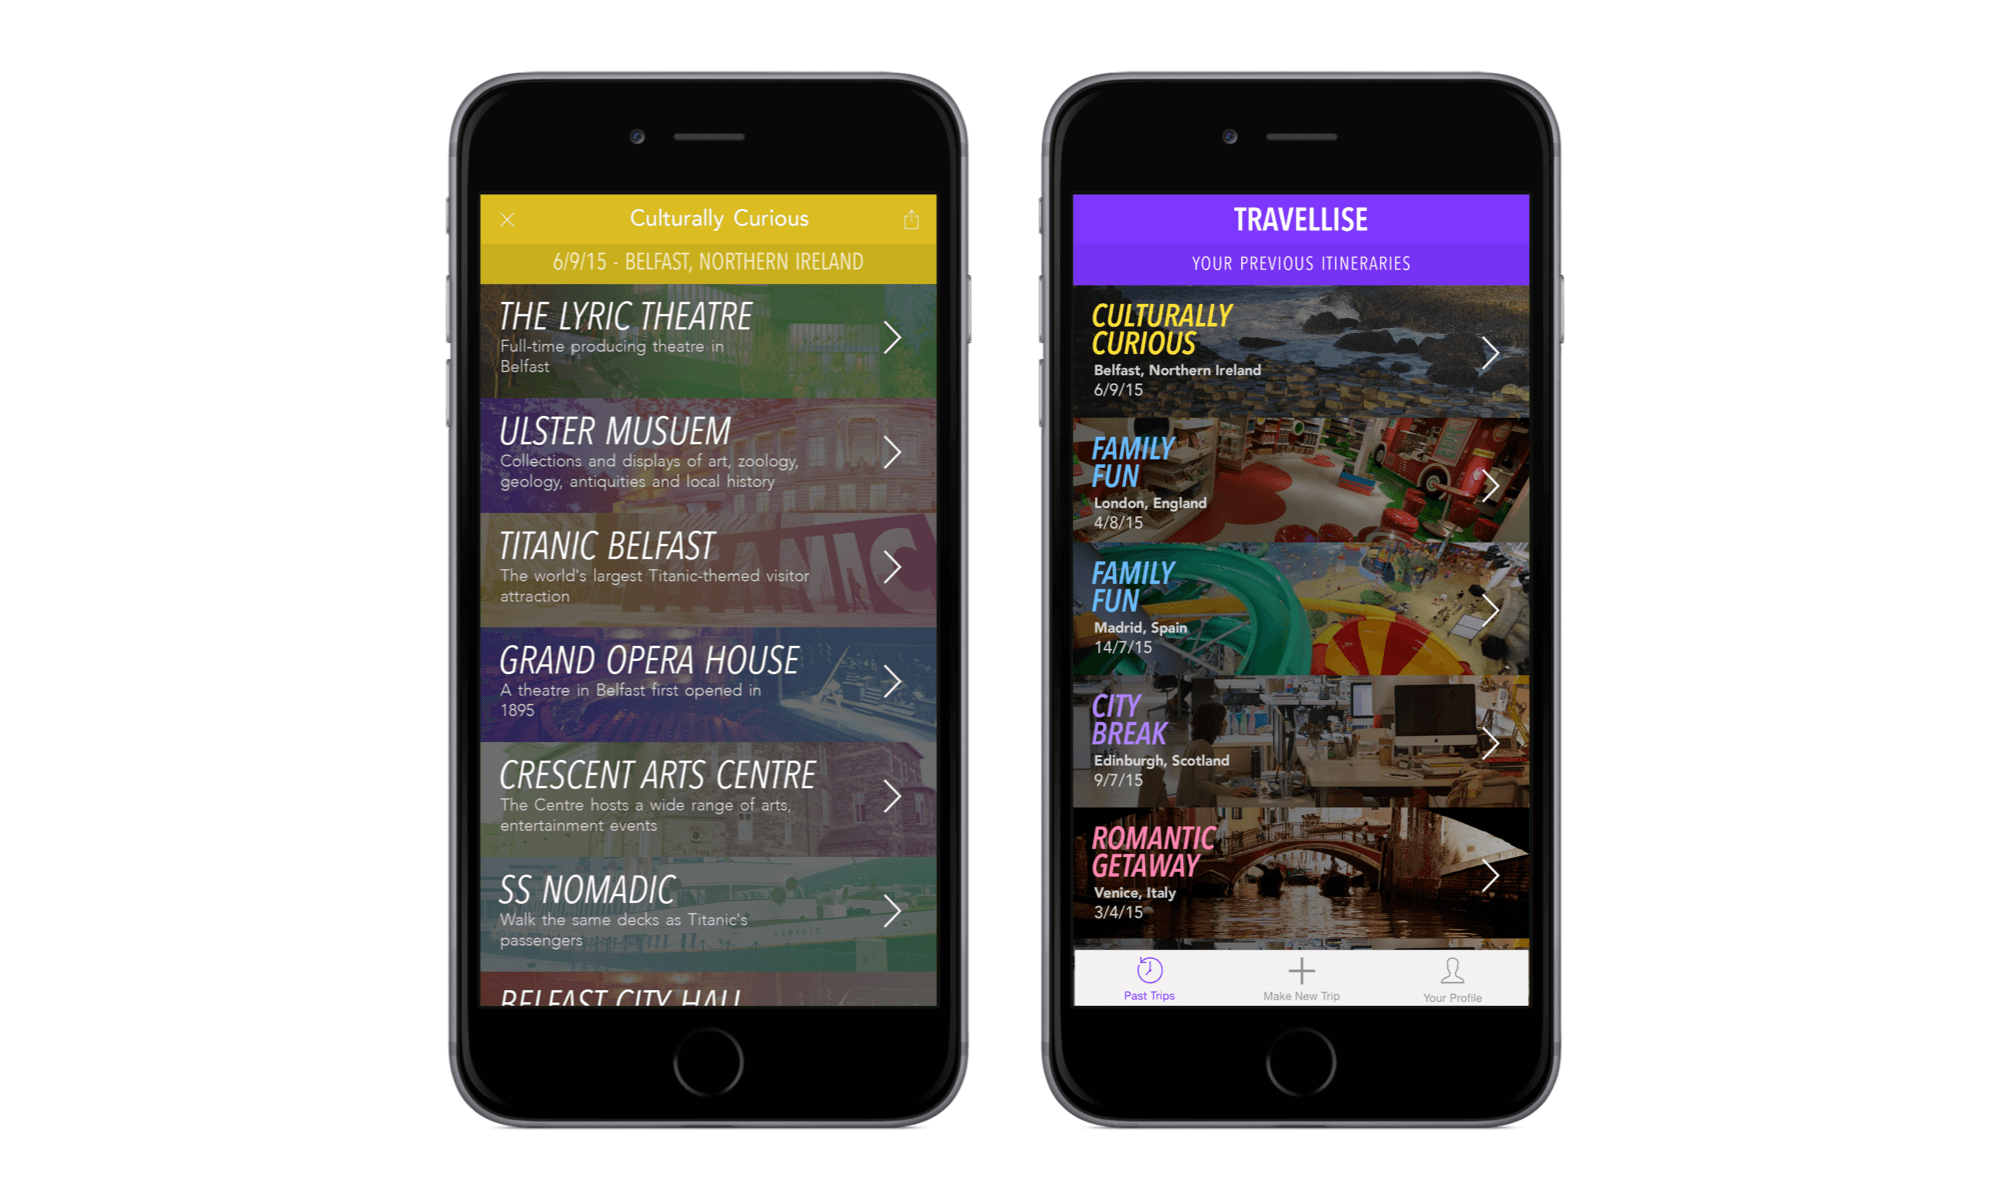 Culturally Curious
6/9/15 - BELFAST, NORTHERN IRELAND
THE LYRIC THEATRE
Full-time producing theatre in
Belfast
ULSTER MUSUEM
Collections and displays of art, zoology,
geology, antiquities and local history
TITANIC BELFAST
The world's largest Titanic-themed visitor
attraction
GRAND OPERA HOUSE
A theatre in Belfast first opened in
1895
CRESCENT ARTS CENTRE
The Centre hosts a wide range of arts,
entertainment events
SS NOMADIC
Walk the same decks as Titanic's
passengers
NOMADIC
BELFAST CITY HALL
TRAVELLISE
YOUR PREVIOUS ITINERARIES
CULTURALLY
CURIOUS
Belfast, Northern Ireland
6/9/15
FAMILY
FUN
London, England
4/8/15
FAMILY
FUN
Madrid, Spain
14/7/15
CITY
BREAK
Edinburgh, Scotland
9/7/15
ROMANTIC
GETAWAY
Venice, Italy
3/4/15
Past Trips
Make New Trip
Your Profile